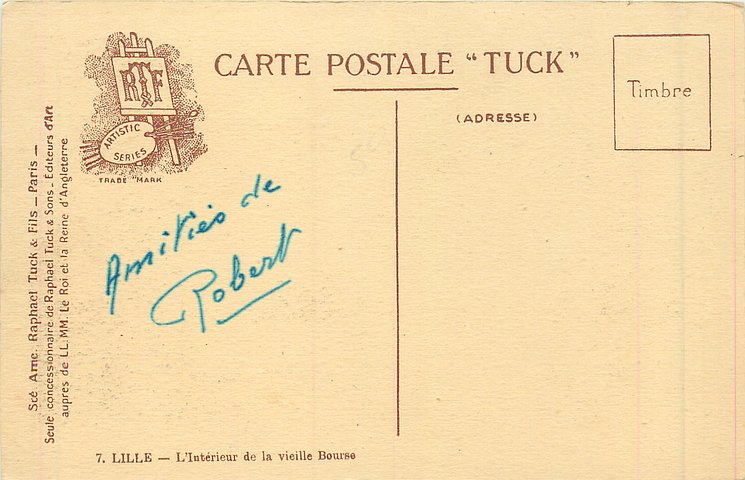 CARTE POSTALE "TUCK"
(ADRESSE)
Timbre
RTF
ARTISTIC
SERIES
TRADE MARK
Sté Ame. Raphael Tuck & Fils — Paris —
Seule concessionnaire de Raphael Tuck & Sons - Éditeurs d'Art
aupres de LL. MM. Le Roi et la Reine d'Angleterre
Amitiés de
Robert
7. LILLE — L'Intérieur de la vieille Bourse